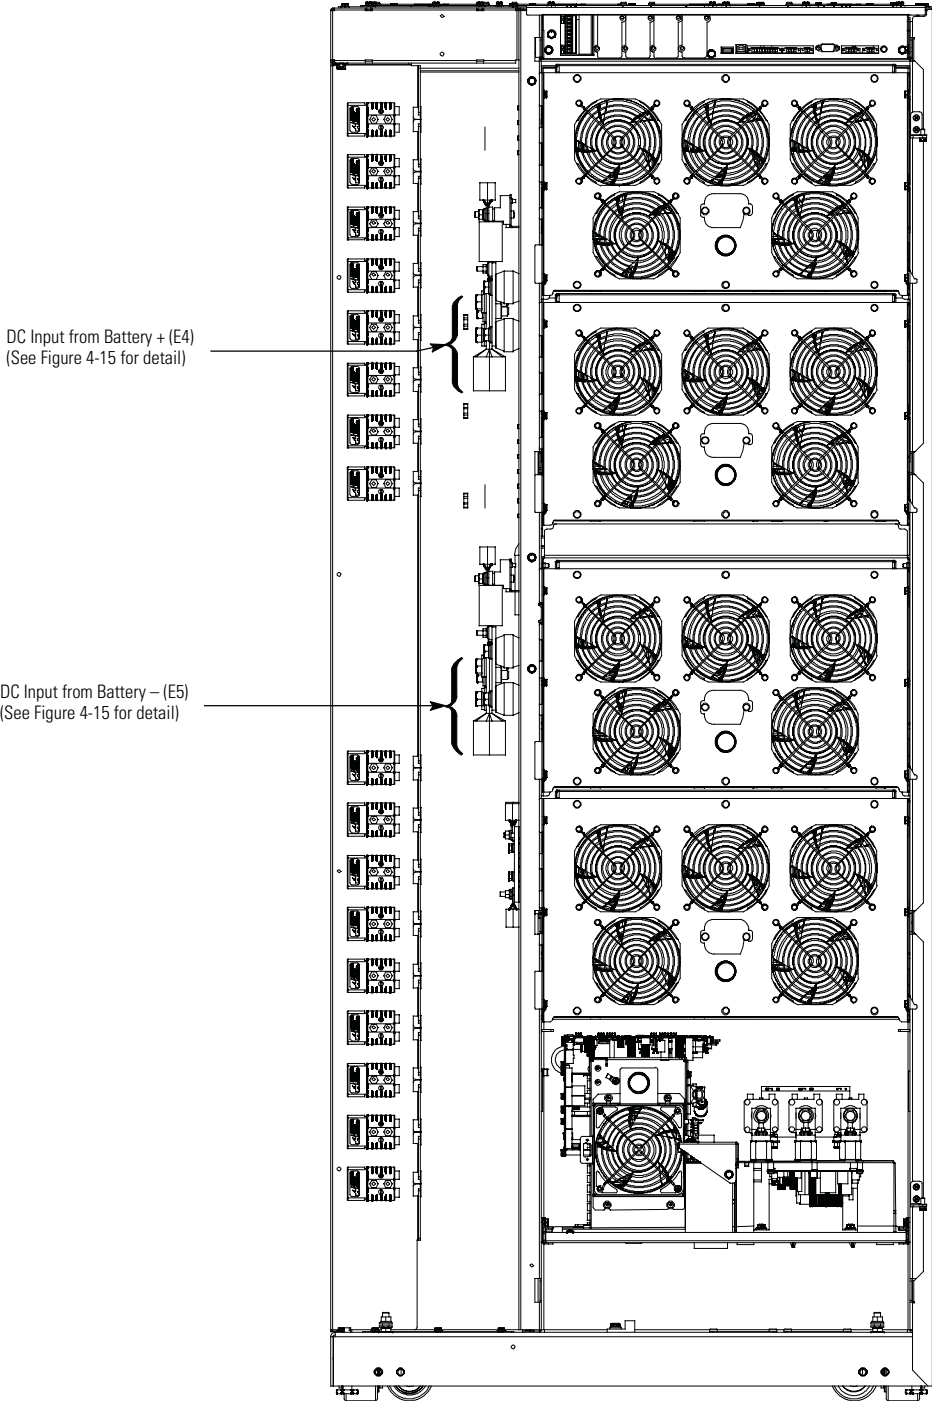 DC Input from Battery + (E4)
(See Figure 4-15 for detail)
DC Input from Battery – (E5)
(See Figure 4-15 for detail)